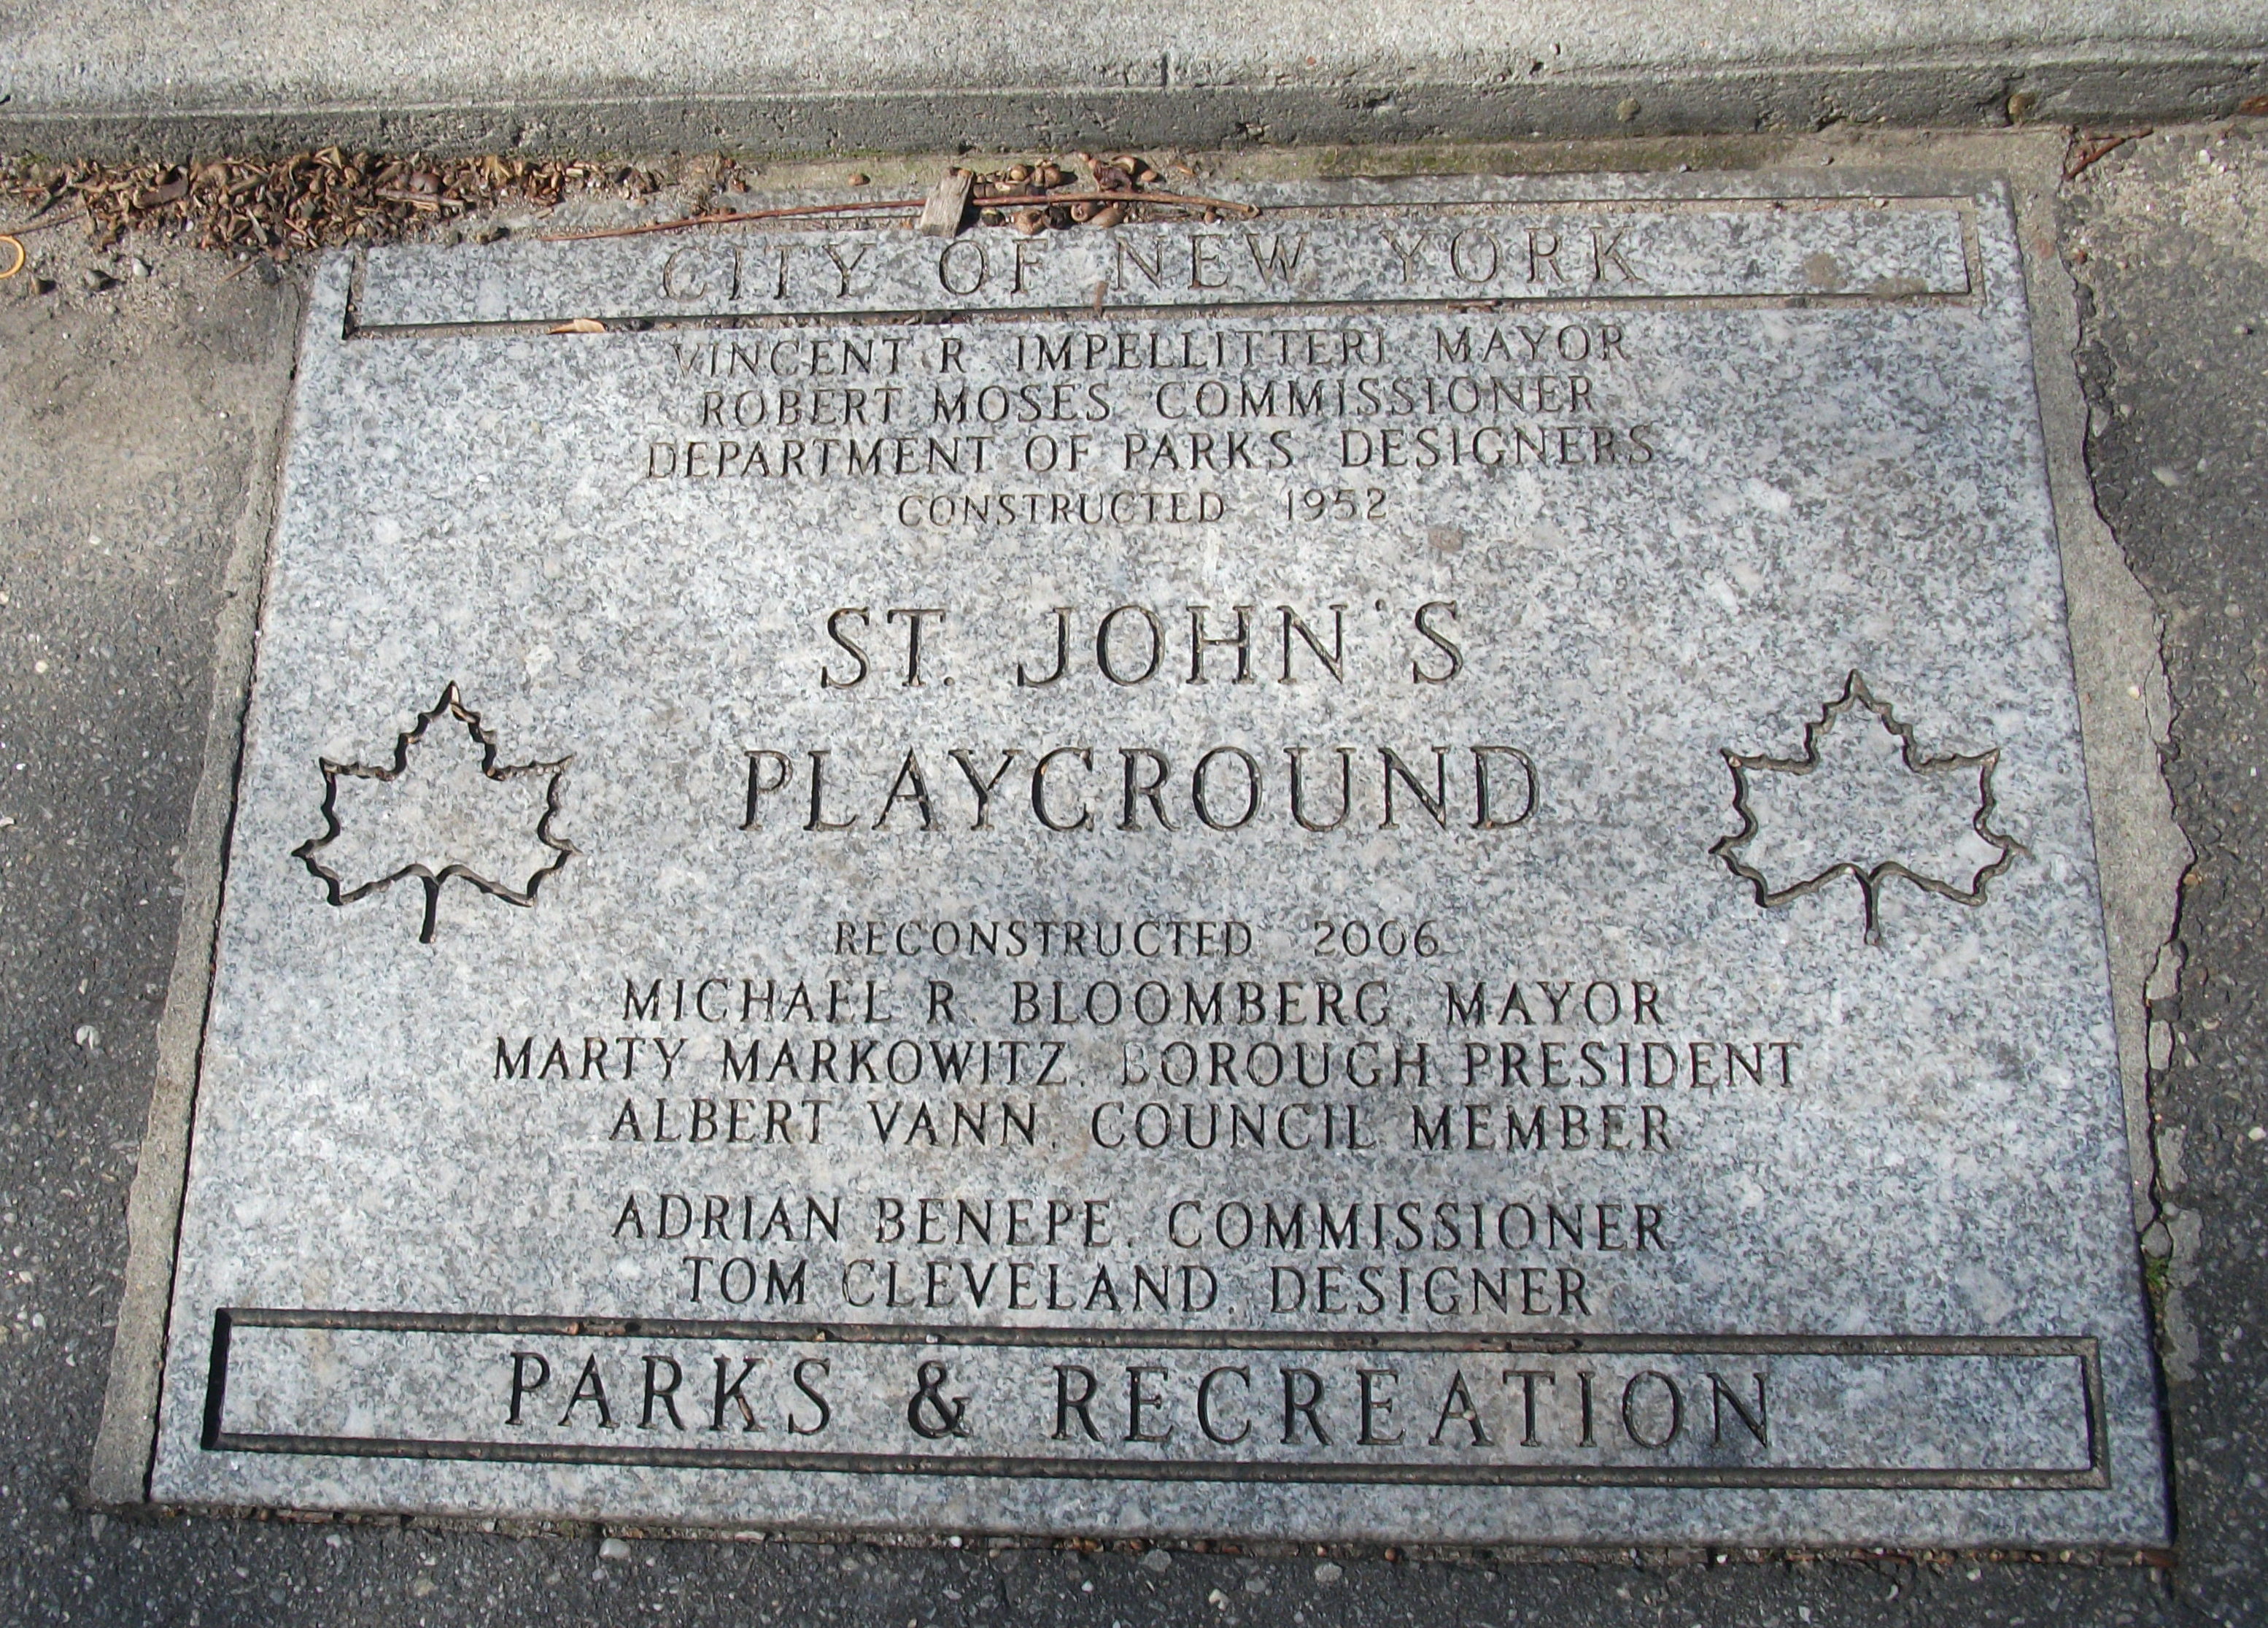 CITY OF NEW YORK
VINCENT R. IMPELLITTERI MAYOR
ROBERT MOSES COMMISSIONER
DEPARTMENT OF PARKS DESIGNERS
CONSTRUCTED 1952
ST. JOHN'S
PLAYGROUND
RECONSTRUCTED 2006
MICHAEL R. BLOOMBERG, MAYOR
MARTY MARKOWITZ, BOROUGH PRESIDENT
ALBERT VANN, COUNCIL MEMBER
ADRIAN BENEPE, COMMISSIONER
TOM CLEVELAND, DESIGNER
PARKS & RECREATION